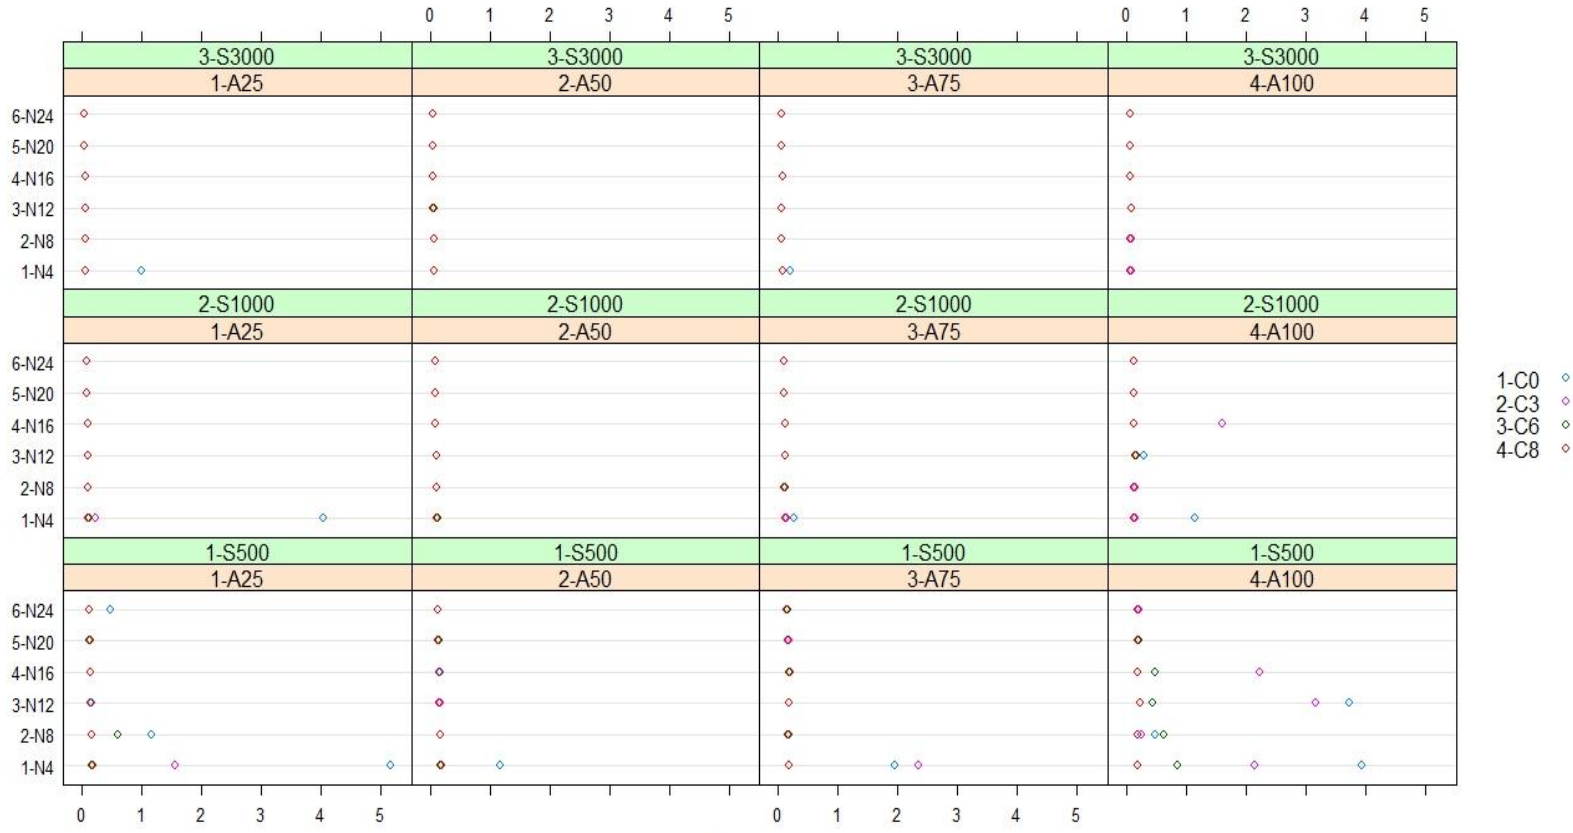 0 1 2 3 4 5 0 1 2 3 4 5
3-S3000 3-S3000 3-S3000 3-S3000
1-A25 2-A50 3-A75 4-A100
6-N24
5-N20
4-N16
3-N12
2-N8
1-N4
2-S1000 2-S1000 2-S1000 2-S1000
1-A25 2-A50 3-A75 4-A100
6-N24
5-N20
4-N16
3-N12
2-N8
1-N4
1-S500 1-S500 1-S500 1-S500
1-A25 2-A50 3-A75 4-A100
6-N24
5-N20
4-N16
3-N12
2-N8
1-N4
0 1 2 3 4 5 0 1 2 3 4 5
1-C0
2-C3
3-C6
4-C8